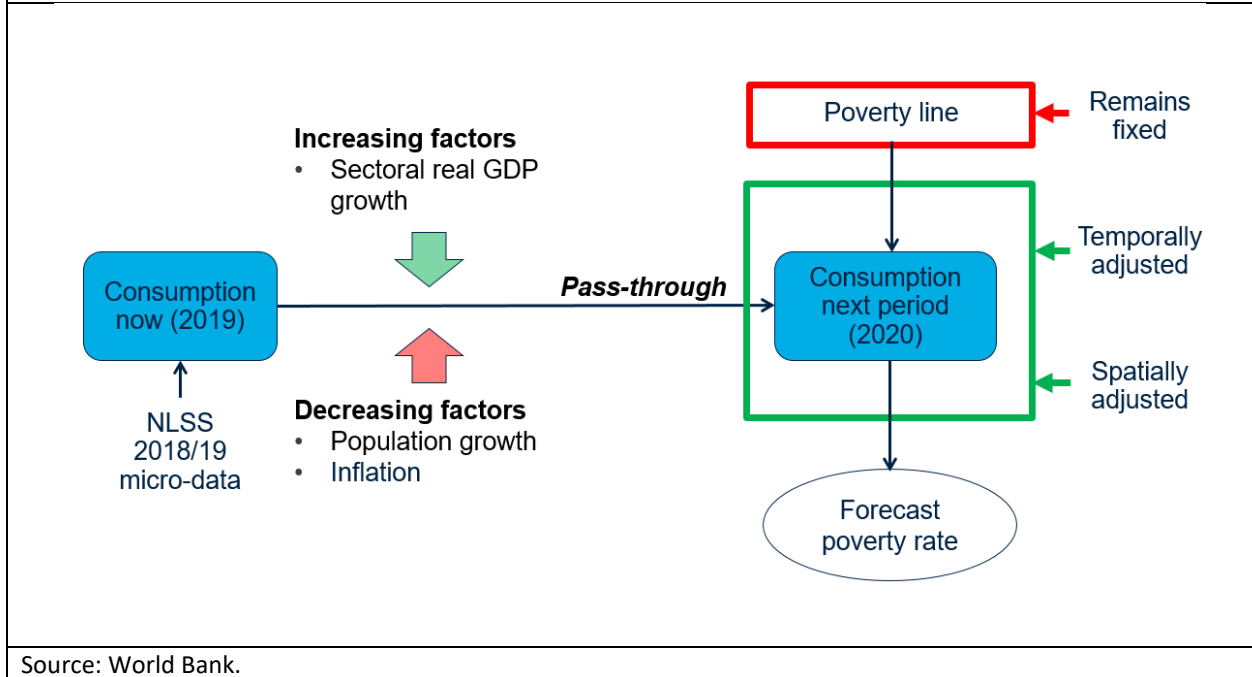 Increasing factors
• Sectoral real GDP
growth
Consumption
now (2019)
NLSS
2018/19
micro-data
Decreasing factors
• Population growth
• Inflation
Pass-through
Poverty line
Remains
fixed
Consumption
next period
(2020)
Temporally
adjusted
Spatially
adjusted
Forecast
poverty rate
Source: World Bank.